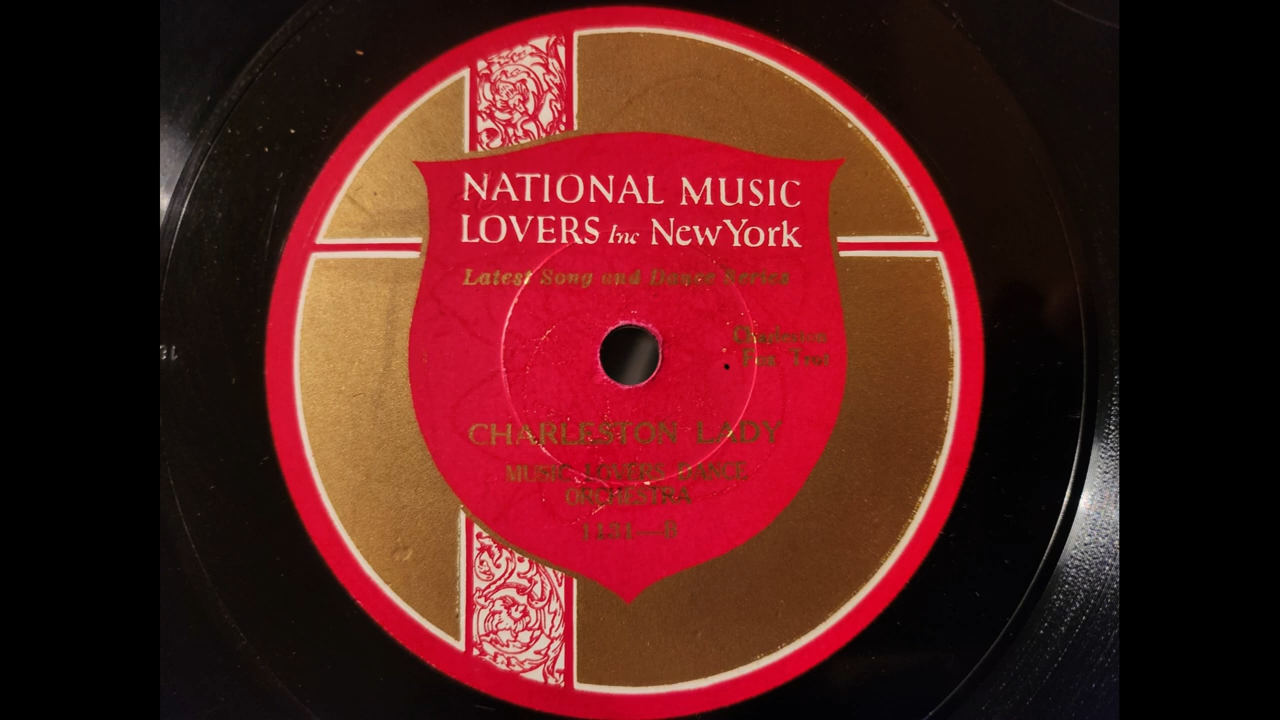 NATIONAL MUSIC
LOVERS Inc New York
Latest Song and Dance Series
Charleston
Fox Trot
CHARLESTON LADY
MUSIC LOVERS DANCE
ORCHESTRA
1131—B